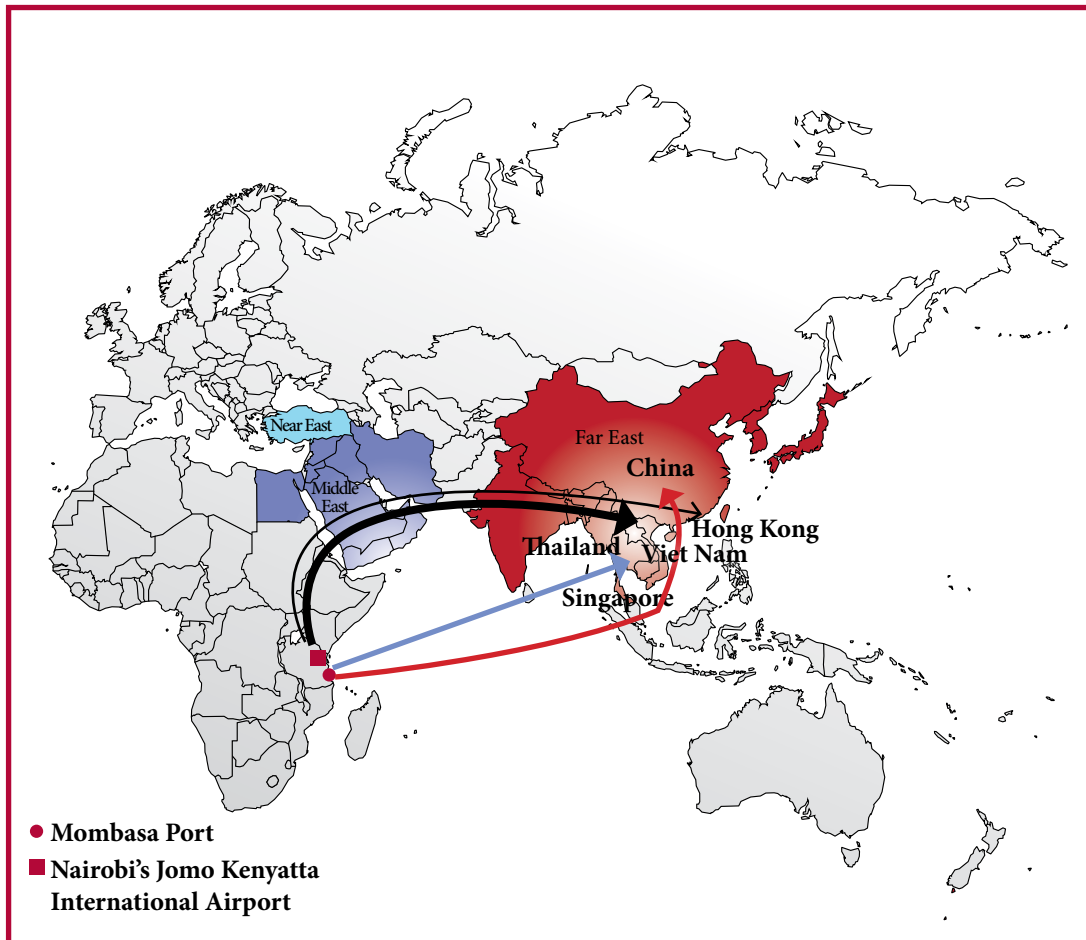 Near East
Far East
China
Middle
East
Hong Kong
Thailand
Viet Nam
Singapore
Mombasa Port
Nairobi's Jomo Kenyatta
International Airport